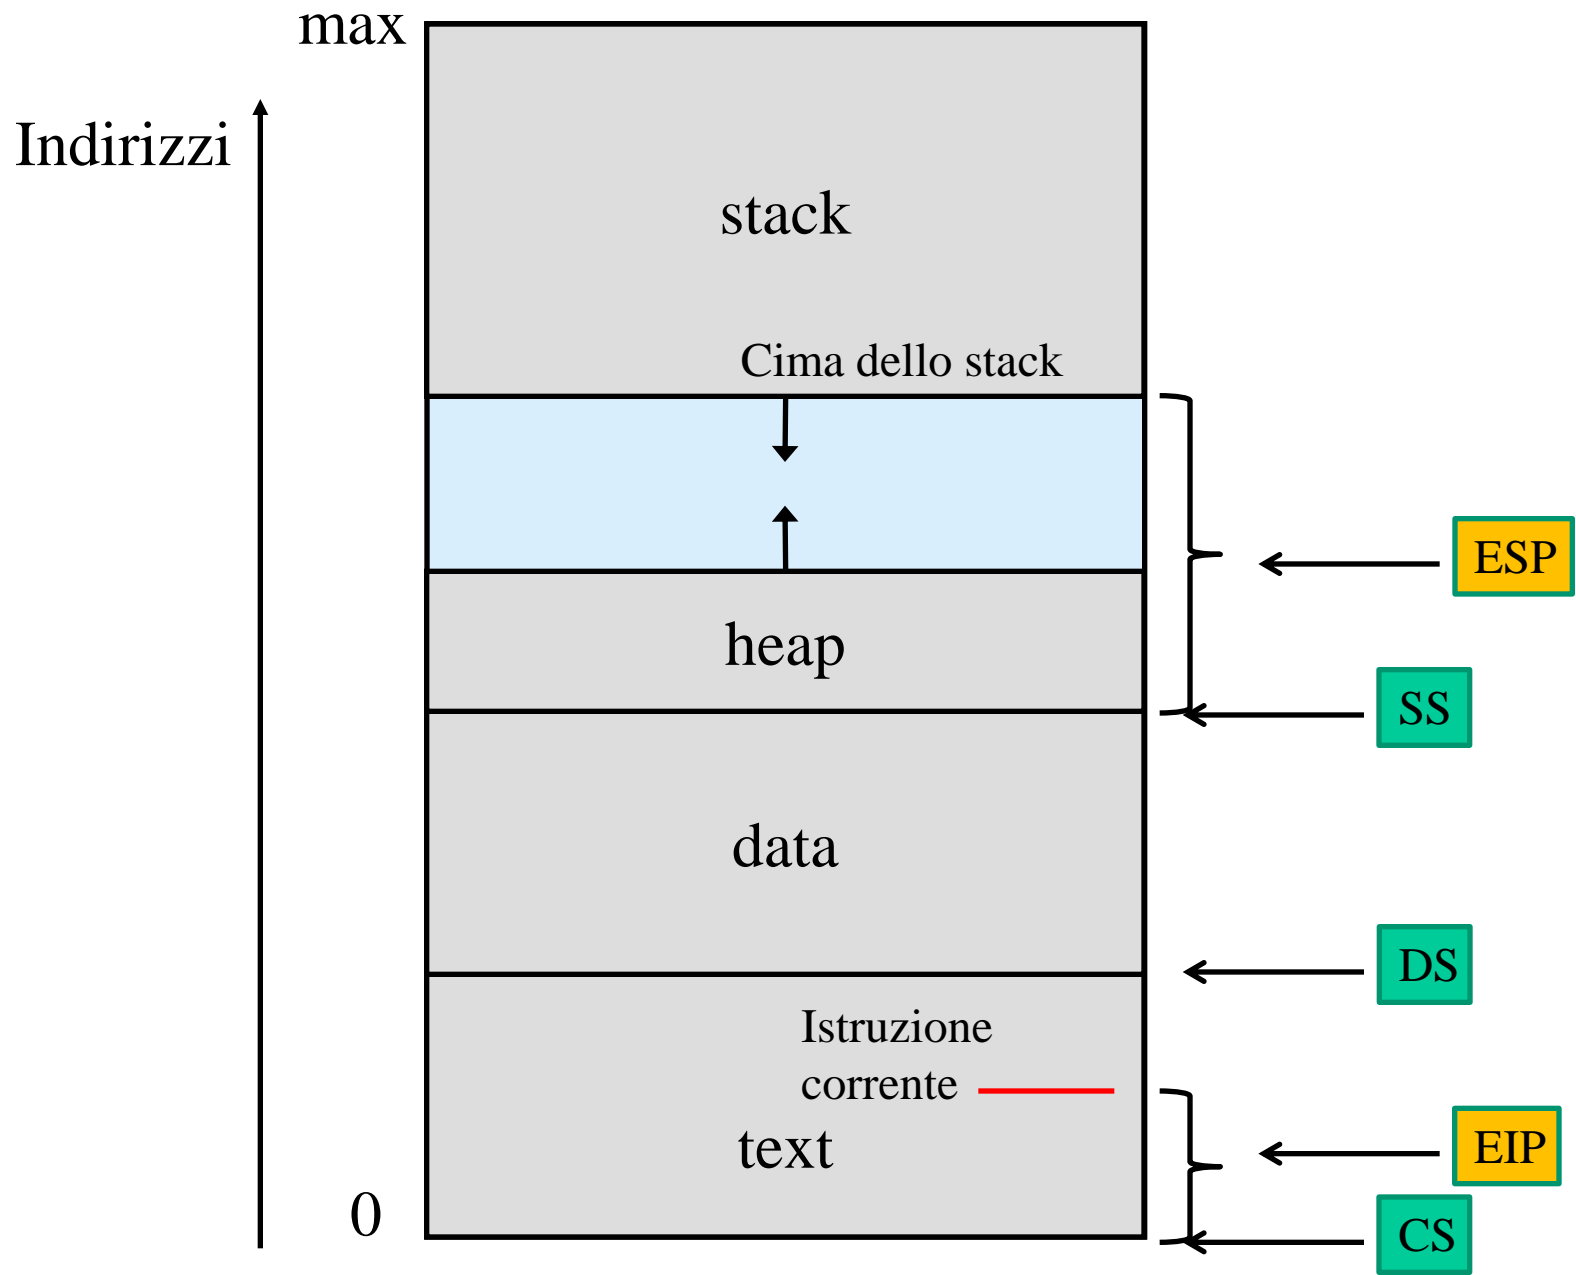 max
Indirizzi
stack
Cima dello stack
ESP
heap
SS
data
DS
Istruzione
corrente
text
EIP
0
CS